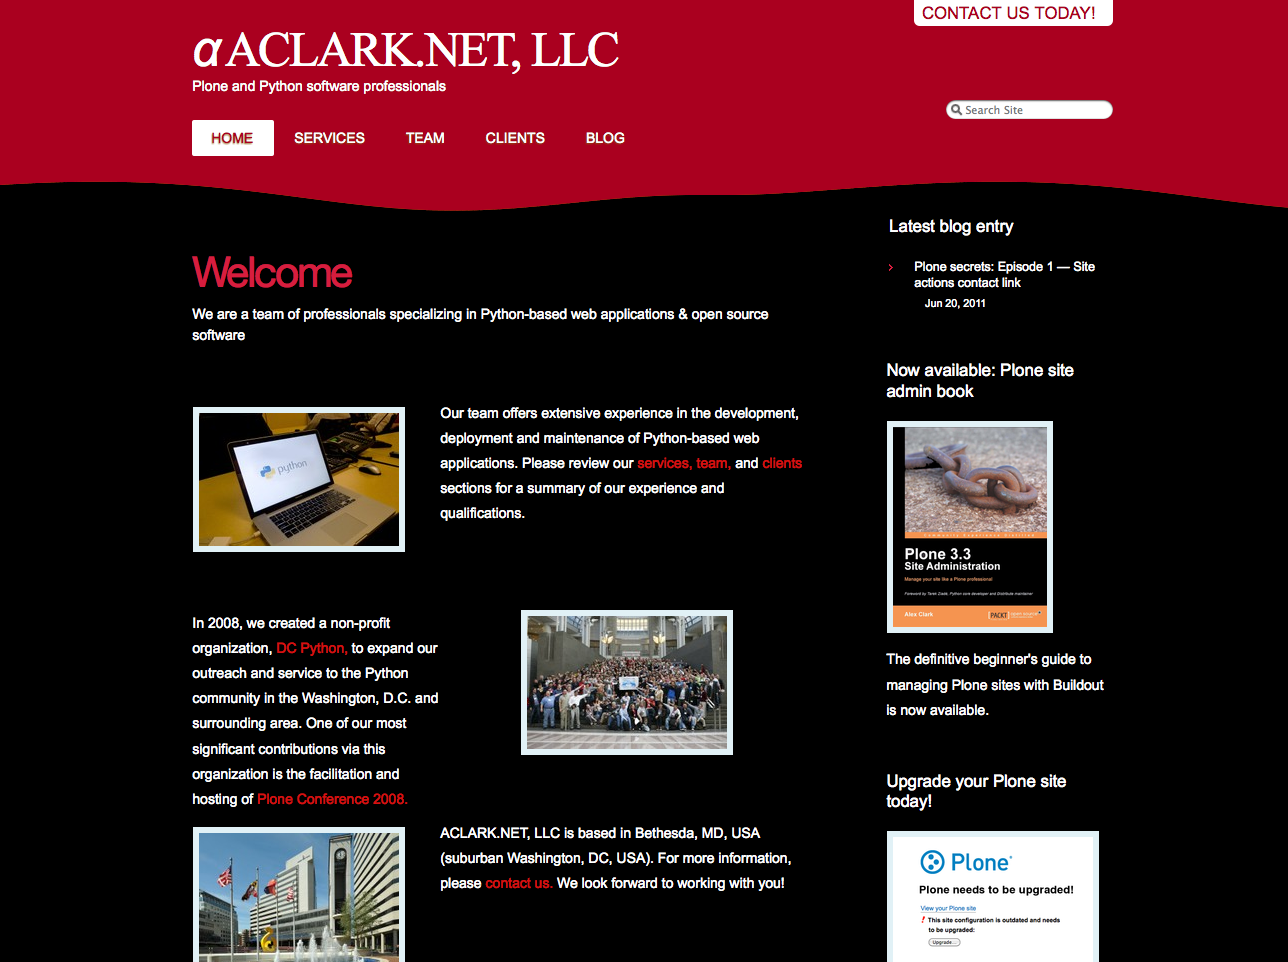 CONTACT US TODAY!
α ACLARK.NET, LLC
Plone and Python software professionals
Search Site
HOME SERVICES TEAM CLIENTS BLOG
Welcome
We are a team of professionals specializing in Python-based web applications & open source
software
python
Our team offers extensive experience in the development,
deployment and maintenance of Python-based web
applications. Please review our services, team, and clients
sections for a summary of our experience and
qualifications.
In 2008, we created a non-profit
organization, DC Python, to expand our
outreach and service to the Python
community in the Washington, D.C. and
surrounding area. One of our most
significant contributions via this
organization is the facilitation and
hosting of Plone Conference 2008.
ACLARK.NET, LLC is based in Bethesda, MD, USA
(suburban Washington, DC, USA). For more information,
please contact us. We look forward to working with you!
Latest blog entry
Plone secrets: Episode 1 — Site
actions contact link
Jun 20, 2011
Now available: Plone site
admin book
Community Experience Distilled
Plone 3.3
Site Administration
Manage your site like a Plone professional
Foreword by Tarek Ziadé, Python core developer and Distribute maintainer
Alex Clark
PACKT
The definitive beginner's guide to
managing Plone sites with Buildout
is now available.
Upgrade your Plone site
today!
Plone
Plone needs to be upgraded!
View your Plone site
! This site configuration is outdated and needs
to be upgraded:
Upgrade...